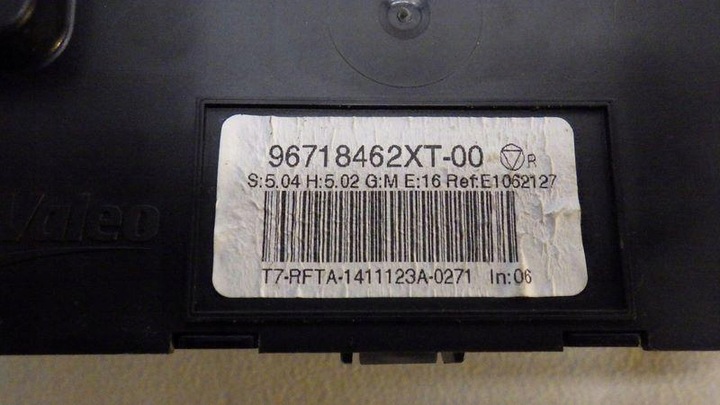 96718462XT-00 R
S:5.04 H:5.02 G:M E:16 Ref:E1062127
Valeo
T7-RFTA-1411123A-0271 In:06